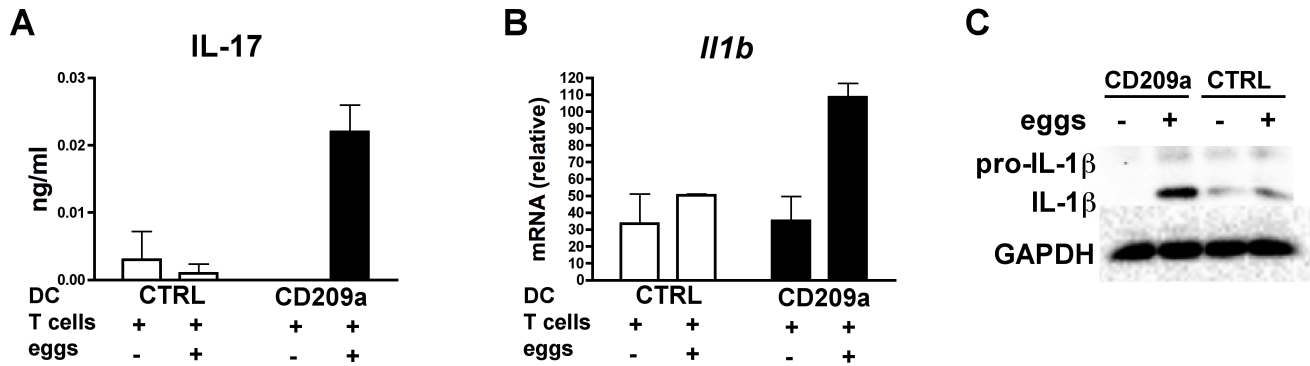 A
IL-17
0.03
0.02
0.01
0.00
ng/ml
DC CTRL CD209a
T cells + + + +
eggs - + - +
B
Il1b
120
110
100
90
80
70
60
50
40
30
20
10
0
mRNA (relative)
DC CTRL CD209a
T cells + + + +
eggs - + - +
C
CD209a CTRL
eggs - + - +
pro-IL-1β
IL-1β
GAPDH